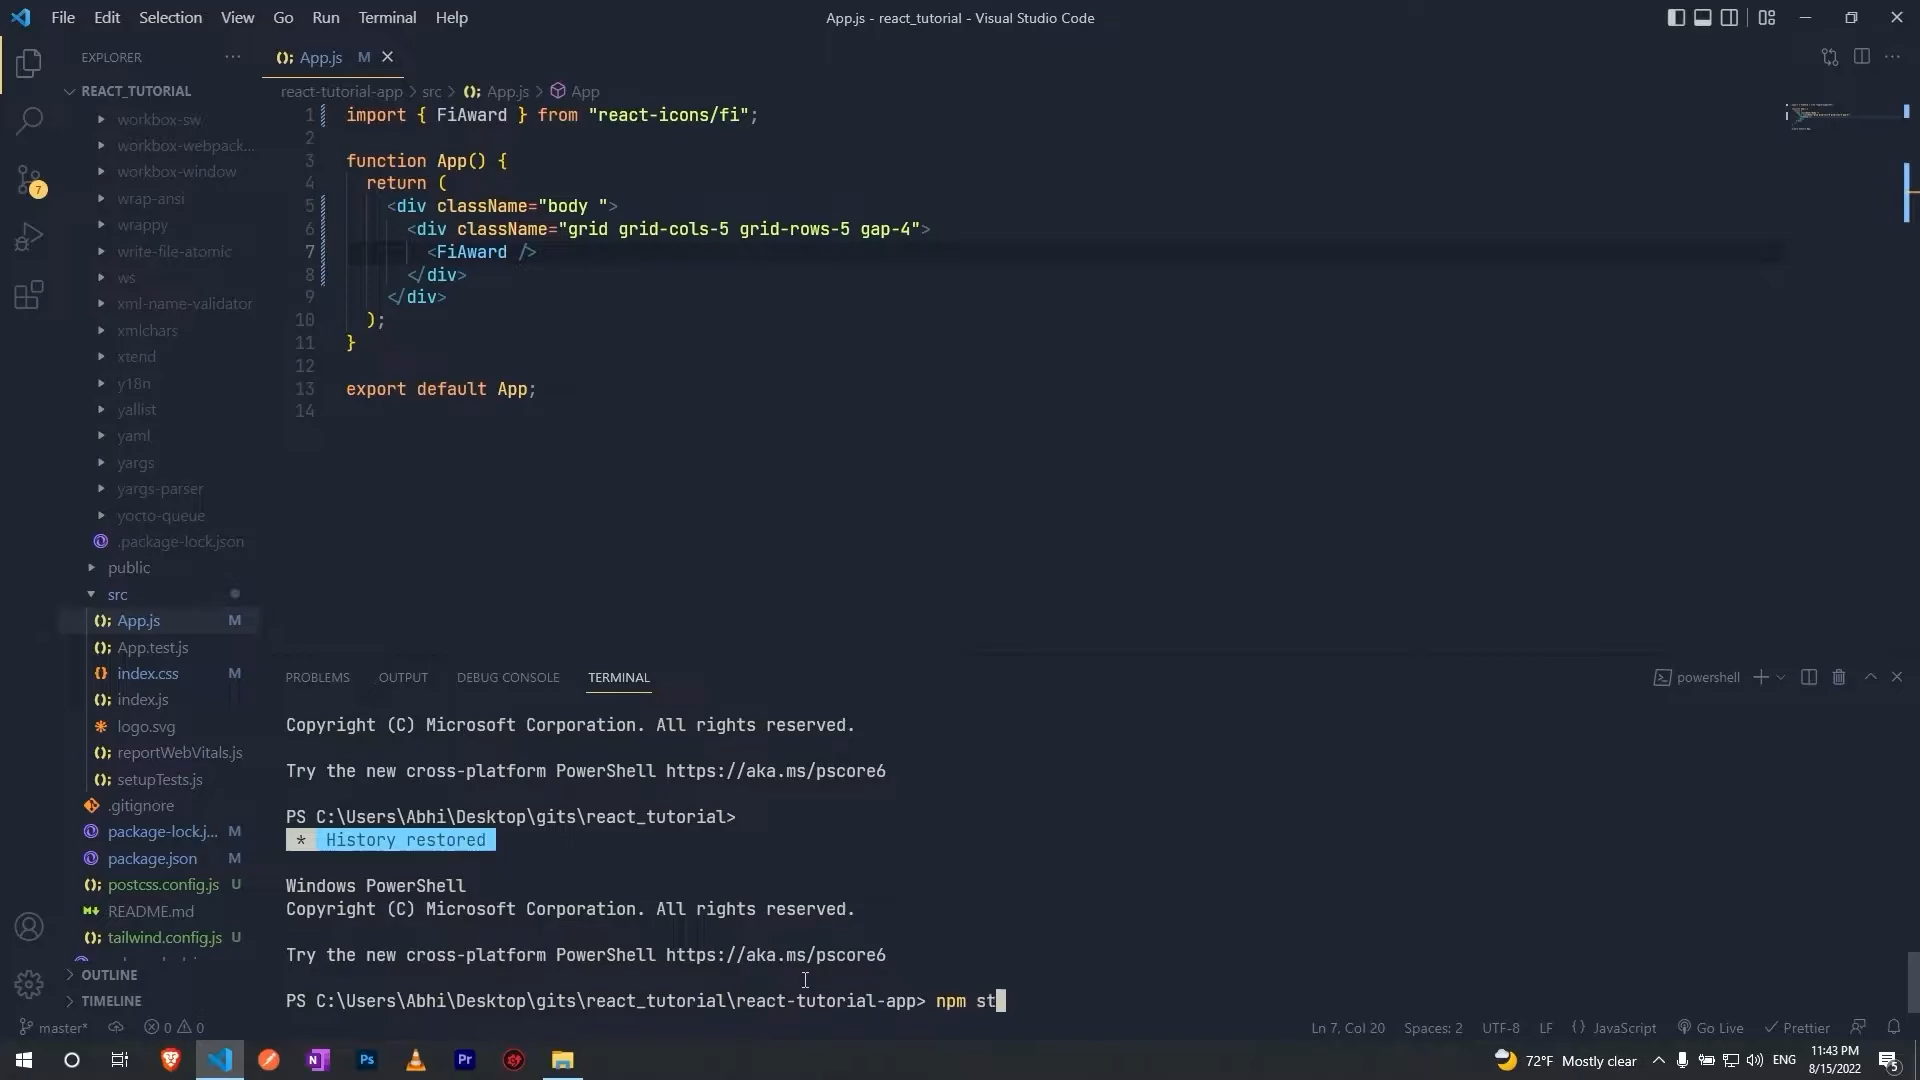 File Edit Selection View Go Run Terminal Help
App.js - react_tutorial - Visual Studio Code
EXPLORER
REACT_TUTORIAL
workbox-sw
workbox-webpack...
workbox-window
wrap-ansi
wrappy
write-file-atomic
ws
xml-name-validator
xmlchars
xtend
y18n
yallist
yaml
yargs
yargs-parser
yocto-queue
.package-lock.json
public
src
App.js M
App.test.js
index.css M
index.js
logo.svg
reportWebVitals.js
setupTests.js
.gitignore
package-lock.j... M
package.json M
postcss.config.js U
README.md
tailwind.config.js U
OUTLINE
TIMELINE
7
App.js M
react-tutorial-app > src > App.js > App
1 import { FiAward } from "react-icons/fi";
2
3 function App() {
4 return (
5 <div className="body ">
6 <div className="grid grid-cols-5 grid-rows-5 gap-4">
7 <FiAward />
8 </div>
9 </div>
10 );
11 }
12
13 export default App;
14
PROBLEMS OUTPUT DEBUG CONSOLE TERMINAL
powershell
Copyright (C) Microsoft Corporation. All rights reserved.
Try the new cross-platform PowerShell https://aka.ms/pscore6
PS C:\Users\Abhi\Desktop\gits\react_tutorial>
* History restored
Windows PowerShell
Copyright (C) Microsoft Corporation. All rights reserved.
Try the new cross-platform PowerShell https://aka.ms/pscore6
PS C:\Users\Abhi\Desktop\gits\react_tutorial\react-tutorial-app> npm st
master* 0 0
Ln 7, Col 20 Spaces: 2 UTF-8 LF {} JavaScript Go Live Prettier
N Ps Pr
72°F Mostly clear ENG
11:43 PM
8/15/2022
5